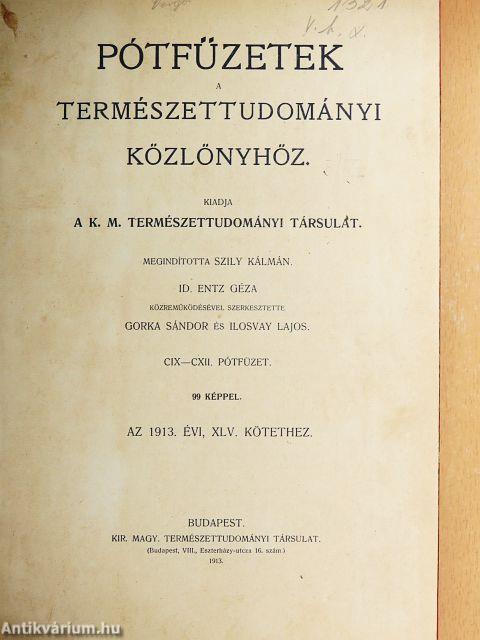 1321
V. h. α.
PÓTFÜZETEK
A
TERMÉSZETTUDOMÁNYI
KÖZLÖNYHÖZ.
KIADJA
A K. M. TERMÉSZETTUDOMÁNYI TÁRSULAT.
MEGINDÍTOTTA SZILY KÁLMÁN.
ID. ENTZ GÉZA
KÖZREMŰKÖDÉSÉVEL SZERKESZTETTE
GORKA SÁNDOR ÉS ILOSVAY LAJOS.
CIX—CXII. PÓTFÜZET.
99 KÉPPEL.
AZ 1913. ÉVI, XLV. KÖTETHEZ.
BUDAPEST.
KIR. MAGY. TERMÉSZETTUDOMÁNYI TÁRSULAT.
(Budapest, VIII., Eszterházy-utcza 16. szám.)
1913.
Antikvárium.hu